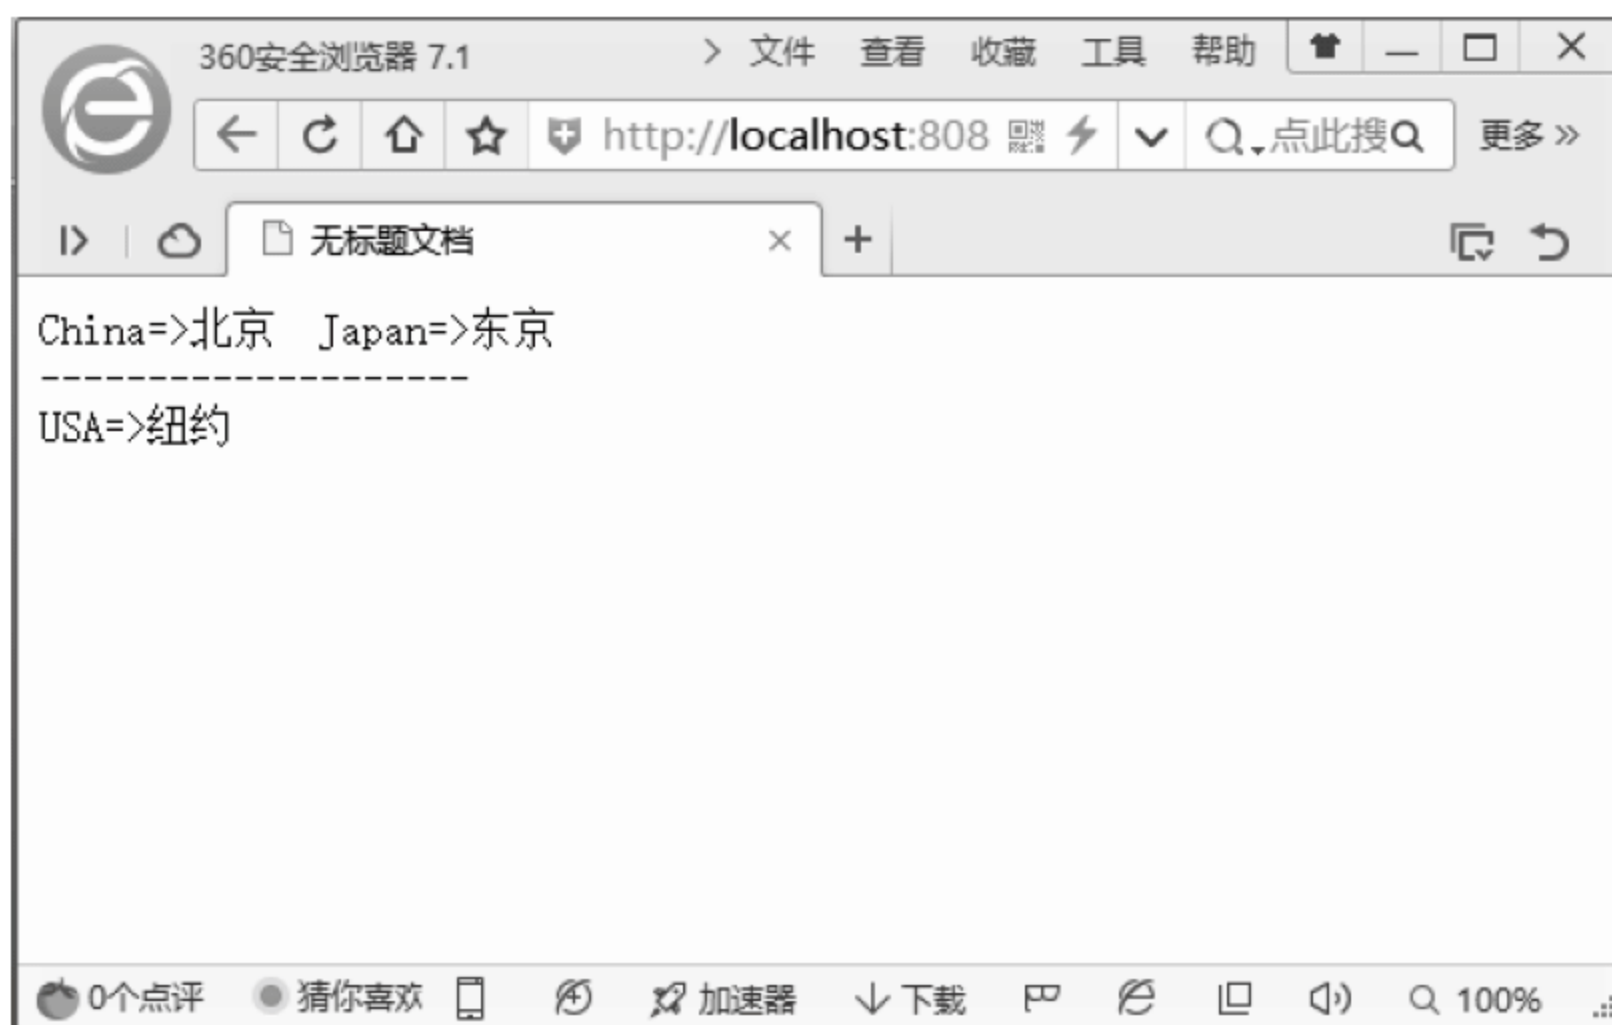 360安全浏览器 7.1 > 文件 查看 收藏 工具 帮助
http://localhost:808 点此搜 更多 »
无标题文档
China=>北京 Japan=>东京
--------------------
USA=>纽约
0个点评 猜你喜欢 加速器 下载 100%